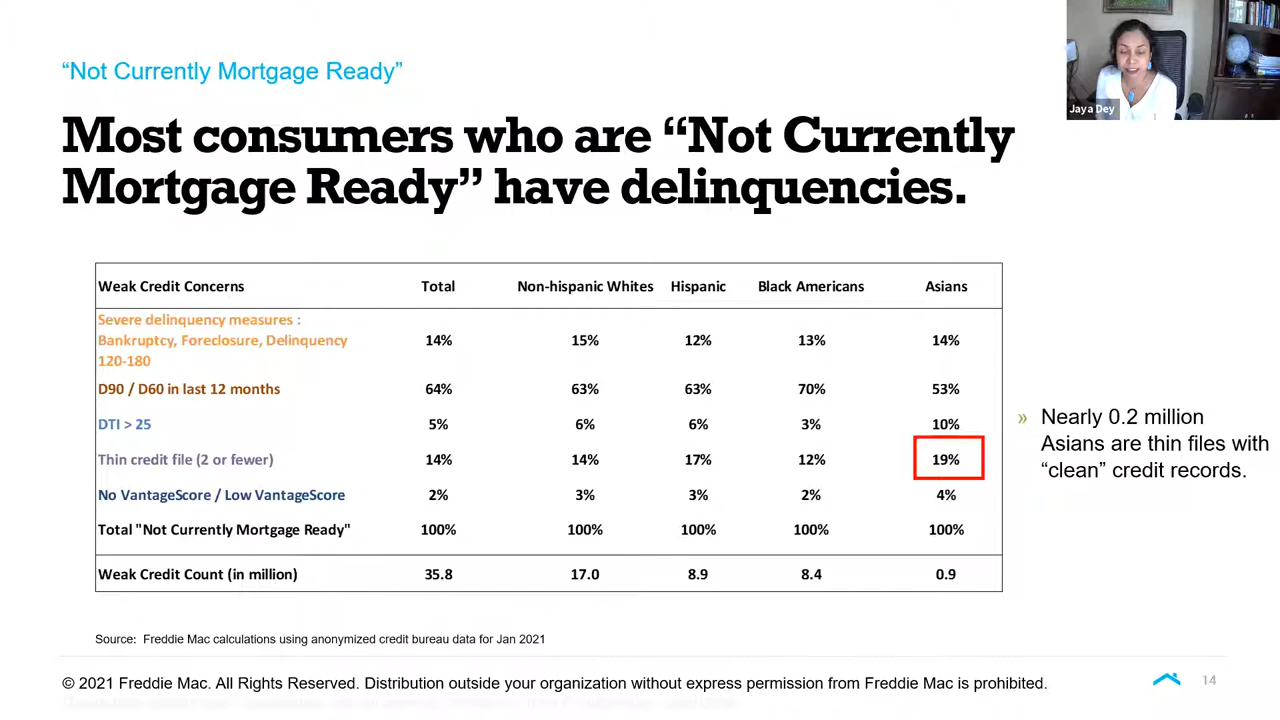 “Not Currently Mortgage Ready”
Most consumers who are “Not Currently
Mortgage Ready” have delinquencies.
Jaya Dey
Weak Credit Concerns Total Non-hispanic Whites Hispanic Black Americans Asians
Severe delinquency measures :
Bankruptcy, Foreclosure, Delinquency 14% 15% 12% 13% 14%
120-180
D90 / D60 in last 12 months 64% 63% 63% 70% 53%
DTI > 25 5% 6% 6% 3% 10%
Thin credit file (2 or fewer) 14% 14% 17% 12% 19%
No VantageScore / Low VantageScore 2% 3% 3% 2% 4%
Total "Not Currently Mortgage Ready" 100% 100% 100% 100% 100%
Weak Credit Count (in million) 35.8 17.0 8.9 8.4 0.9
» Nearly 0.2 million
Asians are thin files with
“clean” credit records.
Source: Freddie Mac calculations using anonymized credit bureau data for Jan 2021
© 2021 Freddie Mac. All Rights Reserved. Distribution outside your organization without express permission from Freddie Mac is prohibited.
14